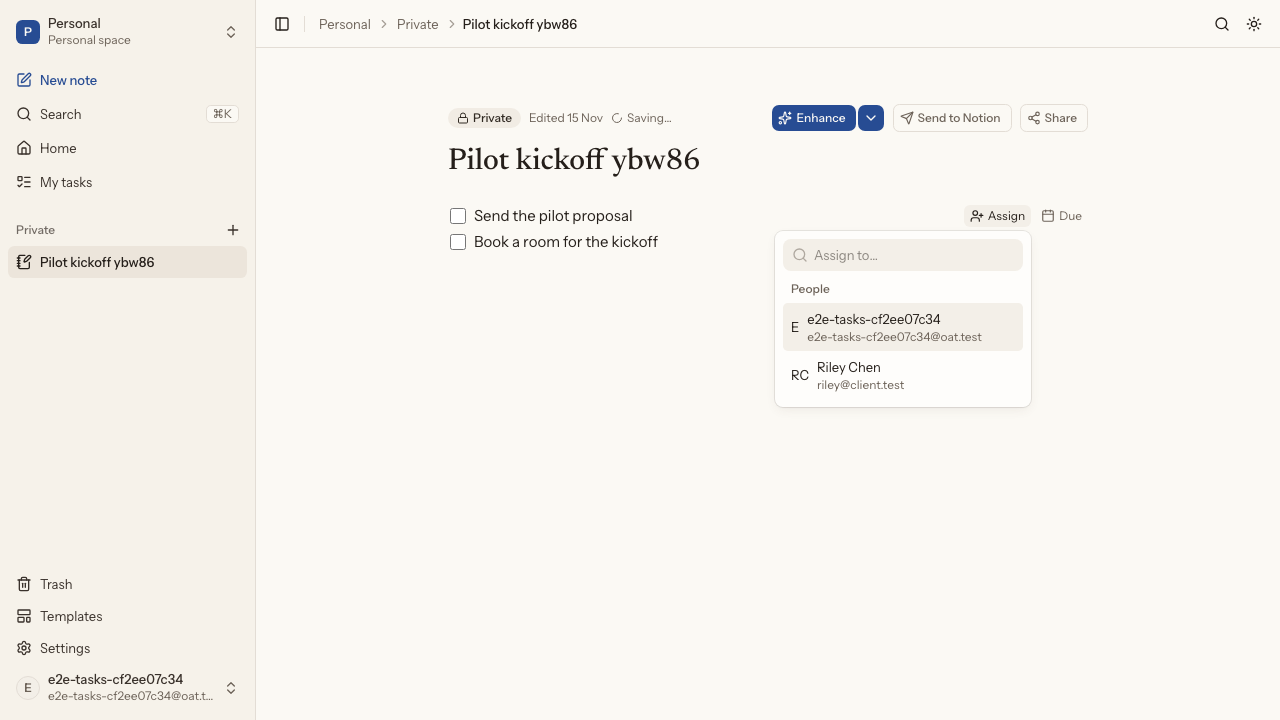 P
Personal
Personal space
New note
Search ⌘K
Home
My tasks
Private
Pilot kickoff ybw86
Trash
Templates
Settings
E
e2e-tasks-cf2ee07c34
e2e-tasks-cf2ee07c34@oat.t...
Personal > Private > Pilot kickoff ybw86
Private Edited 15 Nov Saving...
Enhance Send to Notion Share
Pilot kickoff ybw86
Send the pilot proposal
Assign Due
Book a room for the kickoff
Assign to...
People
E
e2e-tasks-cf2ee07c34
e2e-tasks-cf2ee07c34@oat.test
RC
Riley Chen
riley@client.test